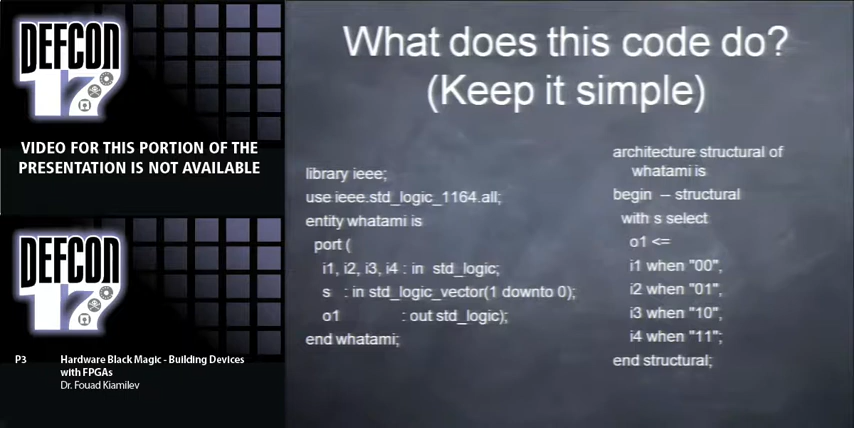 DEFCON
17
VIDEO FOR THIS PORTION OF THE
PRESENTATION IS NOT AVAILABLE
DEFCON
17
P3 Hardware Black Magic - Building Devices
with FPGAs
Dr. Fouad Kiamilev
What does this code do?
(Keep it simple)
library ieee;
use ieee.std_logic_1164.all;
entity whatami is
port (
i1, i2, i3, i4 : in std_logic;
s : in std_logic_vector(1 downto 0);
o1 : out std_logic);
end whatami;
architecture structural of
whatami is
begin -- structural
with s select
o1 <=
i1 when "00",
i2 when "01",
i3 when "10",
i4 when "11";
end structural;